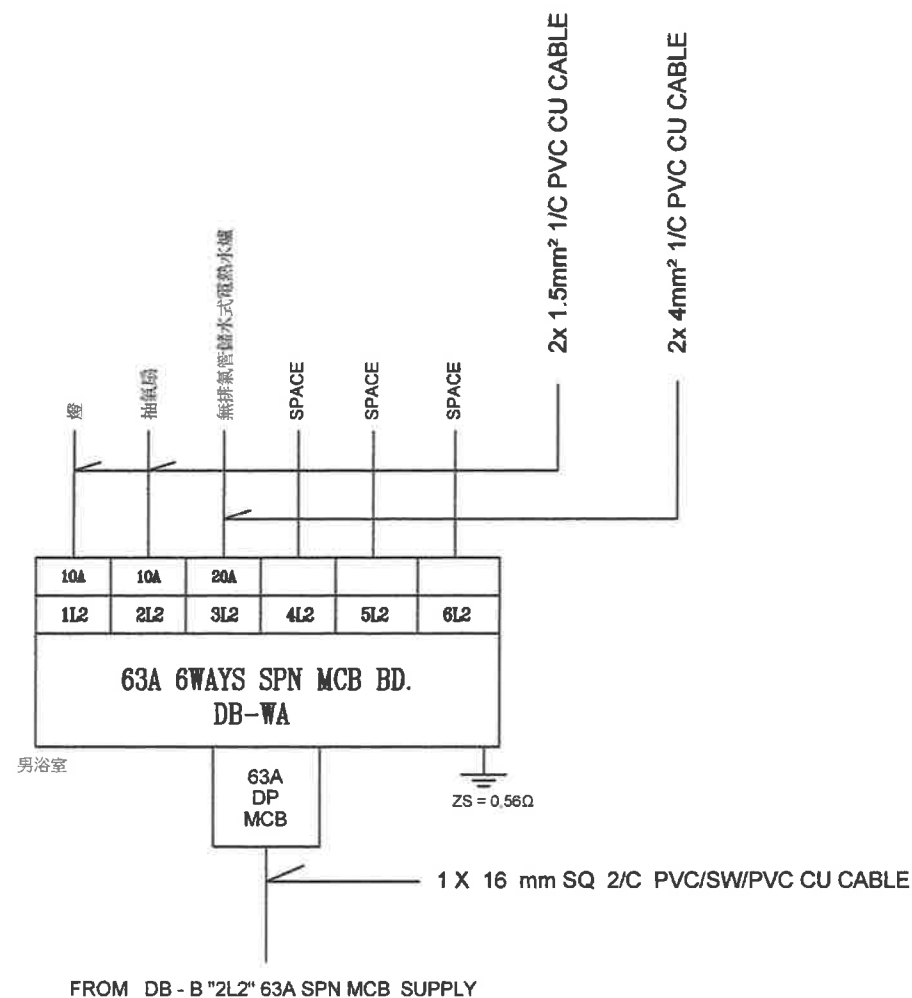 2x 1.5mm² 1/C PVC CU CABLE
2x 4mm² 1/C PVC CU CABLE
燈
抽氣扇
無排氣管儲水式電熱水爐
SPACE
SPACE
SPACE
10A 10A 20A
1L2 2L2 3L2 4L2 5L2 6L2
63A 6WAYS SPN MCB BD.
DB-WA
男浴室
63A
DP
MCB
ZS = 0,56Ω
1 X 16 mm SQ 2/C PVC/SW/PVC CU CABLE
FROM DB - B "2L2" 63A SPN MCB SUPPLY